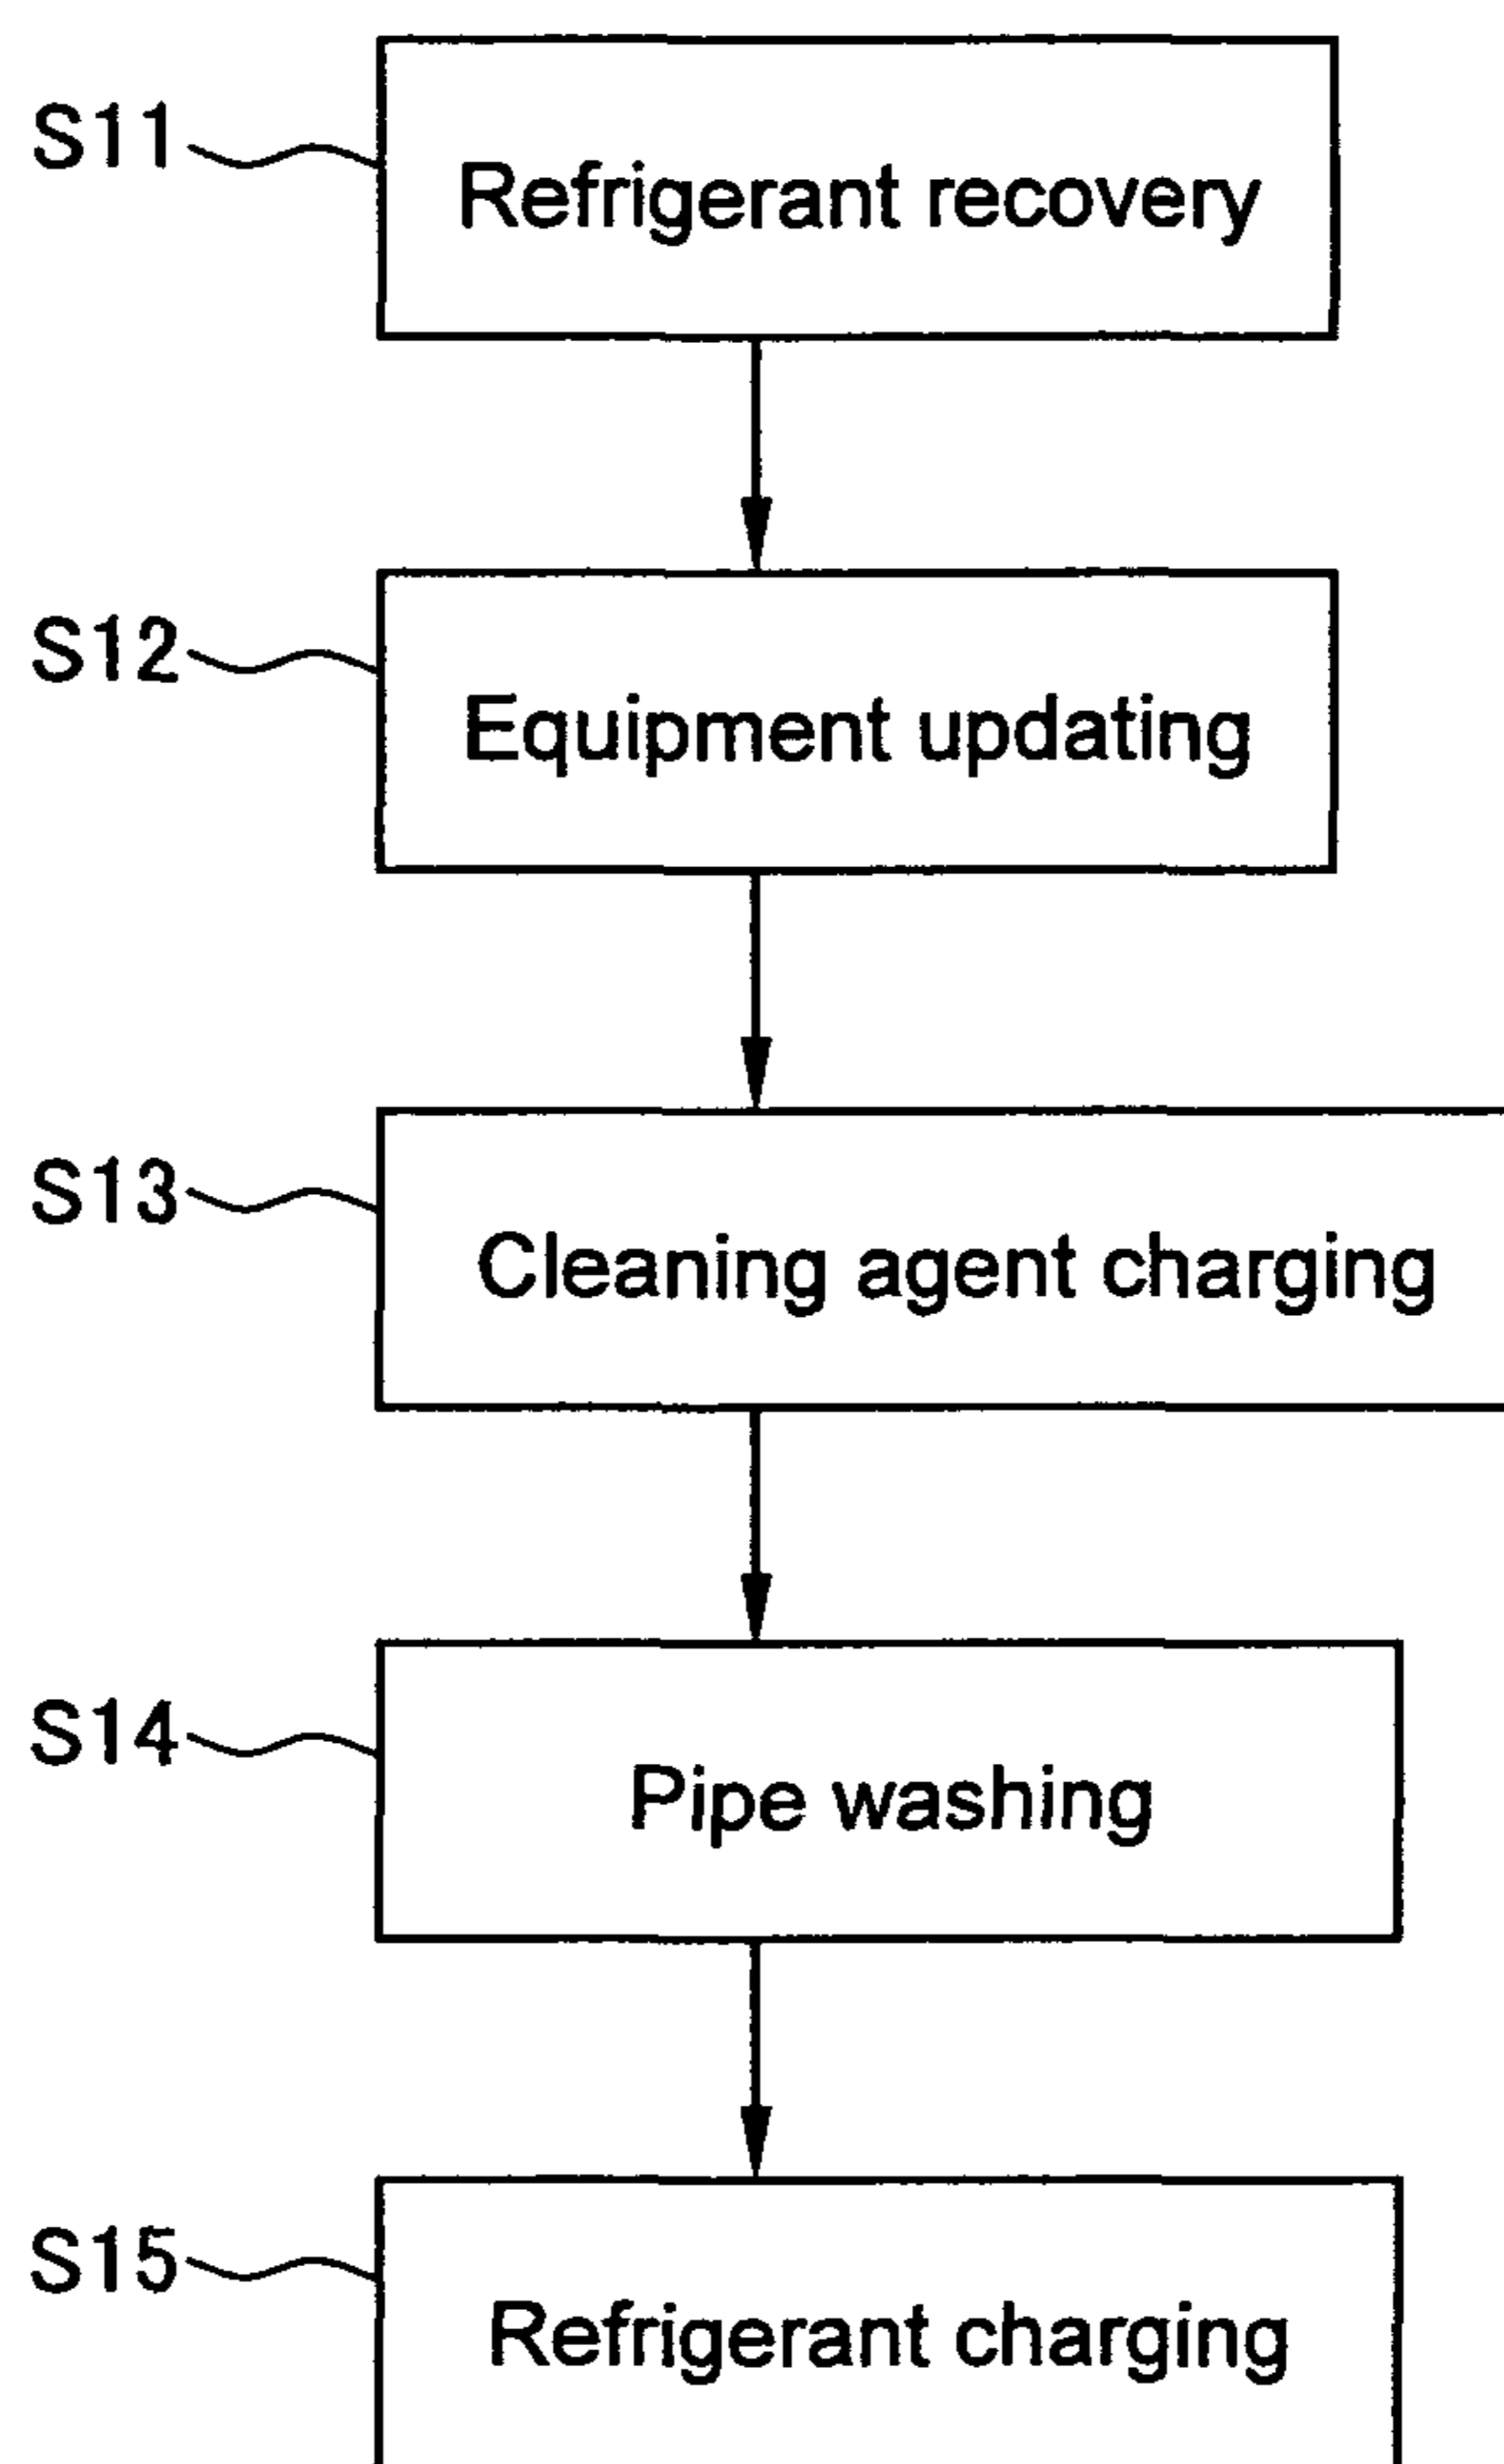 S11
Refrigerant recovery
S12
Equipment updating
S13
Cleaning agent charging
S14
Pipe washing
S15
Refrigerant charging